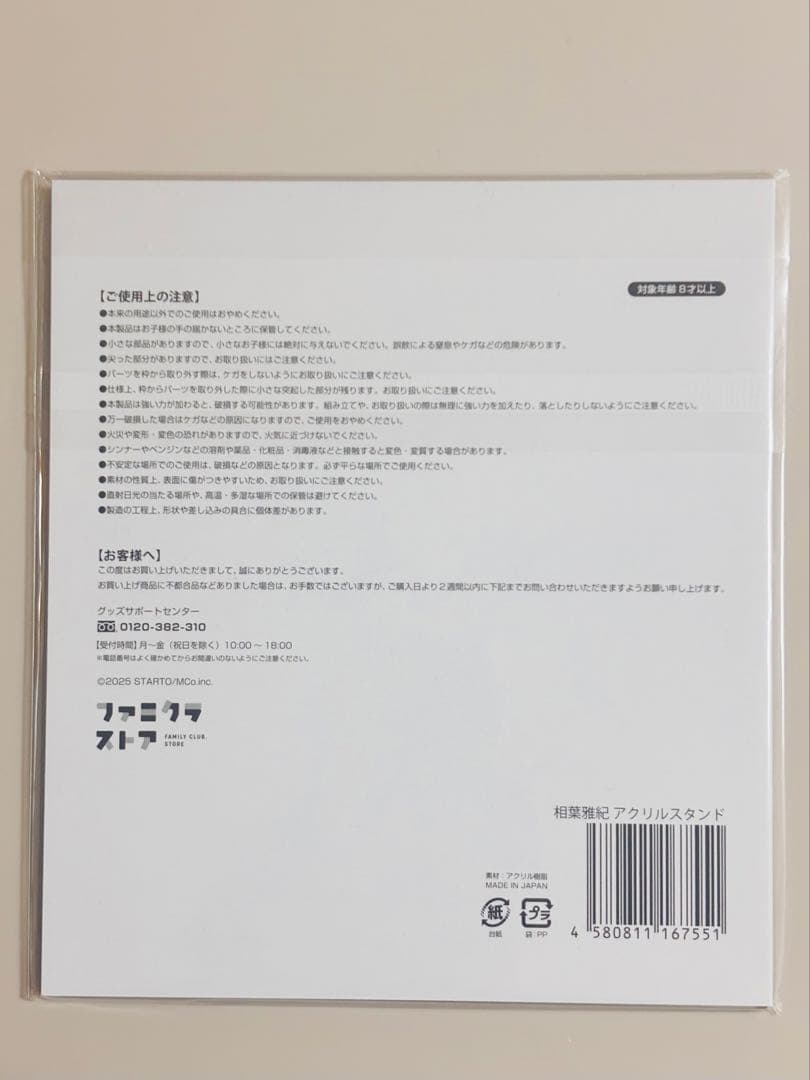 【ご使用上の注意】
対象年齢8才以上
●本来の用途以外でのご使用はおやめください。
●本製品はお子様の手の届かないところに保管してください。
●小さな部品がありますので、小さなお子様には絶対に与えないでください。誤飲による窒息やケガなどの危険があります。
●尖った部分がありますので、お取り扱いにはご注意ください。
●パーツを枠から取り外す際は、ケガをしないようにお取り扱いにご注意ください。
●仕様上、枠からパーツを取り外した際に小さな突起した部分が残ります。お取り扱いにご注意ください。
●本製品は強い力が加わると、破損する可能性があります。組み立てや、お取り扱いの際は無理に強い力を加えたり、落としたりしないようにご注意ください。
●万一破損した場合はケガなどの原因になりますので、ご使用をおやめください。
●火災や変形・変色の恐れがありますので、火気に近づけないでください。
●シンナーやベンジンなどの溶剤や薬品・化粧品・消毒液などと接触すると変色・変質する場合があります。
●不安定な場所でのご使用は、破損などの原因となります。必ず平らな場所でご使用ください。
●素材の性質上、表面に傷がつきやすいため、お取り扱いにご注意ください。
●直射日光の当たる場所や、高温・多湿な場所での保管は避けてください。
●製造の工程上、形状や差し込みの具合に個体差があります。
【お客様へ】
この度はお買い上げいただきまして、誠にありがとうございます。
お買い上げ商品に不都合品などありました場合は、お手数ではございますが、ご購入日より2週間以内に下記までお問い合わせいただきますようお願い申し上げます。
グッズサポートセンター
0120-382-310
【受付時間】月〜金（祝日を除く）10:00〜18:00
※電話番号はよく確かめてからお間違いのないようにご注意ください。
©2025 STARTO/MCo.inc.
ファミクラ
ストア FAMILY CLUB. STORE
相葉雅紀 アクリルスタンド
素材：アクリル樹脂
MADE IN JAPAN
紙 プラ
台紙 袋：PP
4 580811 167551